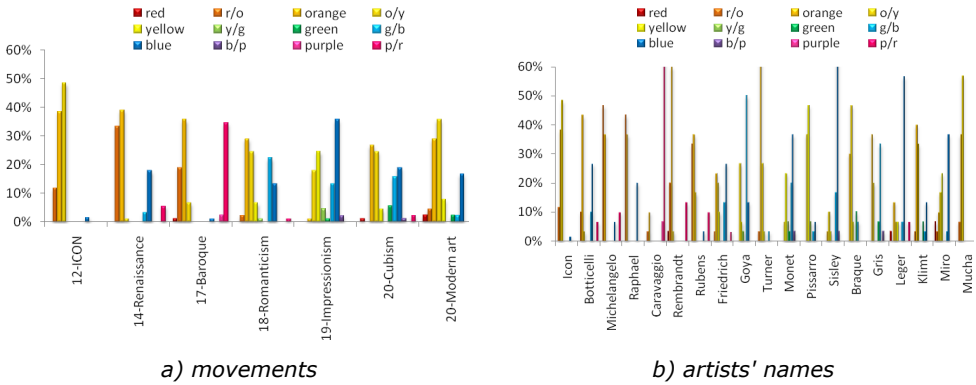 red r/o orange o/y
yellow y/g green g/b
blue b/p purple p/r
60%
50%
40%
30%
20%
10%
0%
12-ICON
14-Renaissance
17-Baroque
18-Romanticism
19-Impressionism
20-Cubism
20-Modern art
a) movements
red r/o orange o/y
yellow y/g green g/b
blue b/p purple p/r
60%
50%
40%
30%
20%
10%
0%
Icon
Botticelli
Michelangelo
Raphael
Caravaggio
Rembrandt
Rubens
Friedrich
Goya
Turner
Monet
Pissarro
Sisley
Braque
Gris
Leger
Klimt
Miro
Mucha
b) artists' names